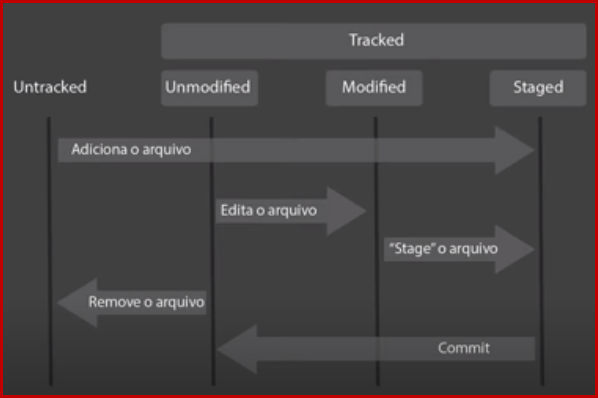 Tracked
Untracked
Unmodified
Modified
Staged
Adiciona o arquivo
Edita o arquivo
"Stage" o arquivo
Remove o arquivo
Commit